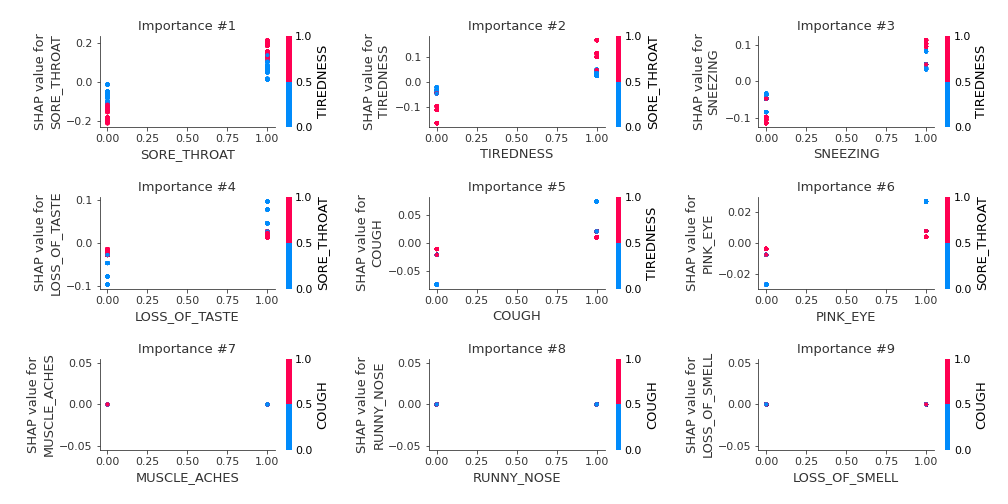 Importance #1
SHAP value for
SORE_THROAT
0.2
0.0
−0.2
0.00 0.25 0.50 0.75 1.00
SORE_THROAT
1.0
0.5
0.0
TIREDNESS
Importance #2
SHAP value for
TIREDNESS
0.1
0.0
−0.1
0.00 0.25 0.50 0.75 1.00
TIREDNESS
1.0
0.5
0.0
SORE_THROAT
Importance #3
SHAP value for
SNEEZING
0.1
0.0
−0.1
0.00 0.25 0.50 0.75 1.00
SNEEZING
1.0
0.5
0.0
TIREDNESS
Importance #4
SHAP value for
LOSS_OF_TASTE
0.1
0.0
−0.1
0.00 0.25 0.50 0.75 1.00
LOSS_OF_TASTE
1.0
0.5
0.0
SORE_THROAT
Importance #5
SHAP value for
COUGH
0.05
0.00
−0.05
0.00 0.25 0.50 0.75 1.00
COUGH
1.0
0.5
0.0
TIREDNESS
Importance #6
SHAP value for
PINK_EYE
0.02
0.00
−0.02
0.00 0.25 0.50 0.75 1.00
PINK_EYE
1.0
0.5
0.0
SORE_THROAT
Importance #7
SHAP value for
MUSCLE_ACHES
0.05
0.00
−0.05
0.00 0.25 0.50 0.75 1.00
MUSCLE_ACHES
1.0
0.5
0.0
COUGH
Importance #8
SHAP value for
RUNNY_NOSE
0.05
0.00
−0.05
0.00 0.25 0.50 0.75 1.00
RUNNY_NOSE
1.0
0.5
0.0
COUGH
Importance #9
SHAP value for
LOSS_OF_SMELL
0.05
0.00
−0.05
0.00 0.25 0.50 0.75 1.00
LOSS_OF_SMELL
1.0
0.5
0.0
COUGH